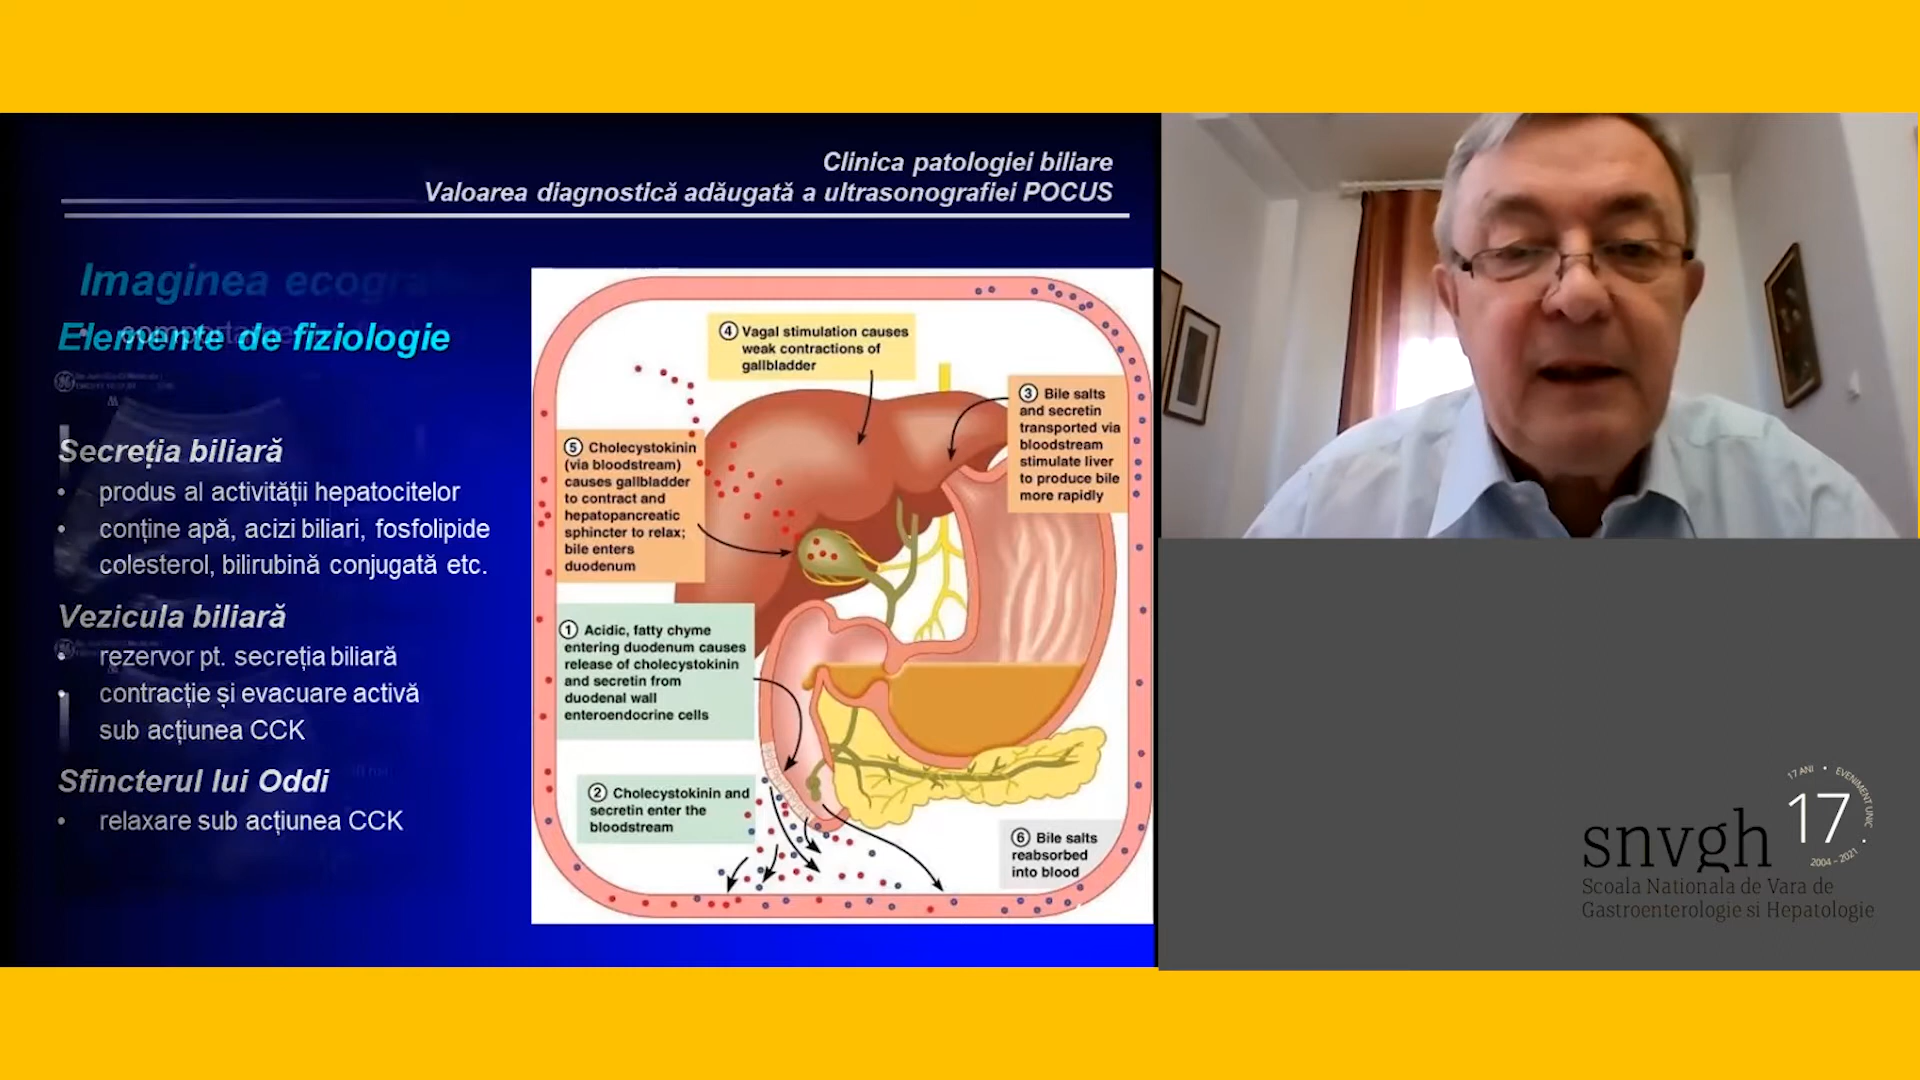 Clinica patologiei biliare
Valoarea diagnostică adăugată a ultrasonografiei POCUS
Imaginea ecogra
Elemente de fiziologie
Secreția biliară
• produs al activității hepatocitelor
• conține apă, acizi biliari, fosfolipide
colesterol, bilirubină conjugată etc.
Vezicula biliară
• rezervor pt. secreția biliară
• contracție și evacuare activă
sub acțiunea CCK
Sfincterul lui Oddi
• relaxare sub acțiunea CCK
4 Vagal stimulation causes
weak contractions of
gallbladder
3 Bile salts
and secretin
transported via
bloodstream
stimulate liver
to produce bile
more rapidly
5 Cholecystokinin
(via bloodstream)
causes gallbladder
to contract and
hepatopancreatic
sphincter to relax;
bile enters
duodenum
1 Acidic, fatty chyme
entering duodenum causes
release of cholecystokinin
and secretin from
duodenal wall
enteroendocrine cells
2 Cholecystokinin and
secretin enter the
bloodstream
6 Bile salts
reabsorbed
into blood
17 ANI • EVENIMENT UNIC •
17
2004 - 2021
snvgh
Scoala Nationala de Vara de
Gastroenterologie si Hepatologie